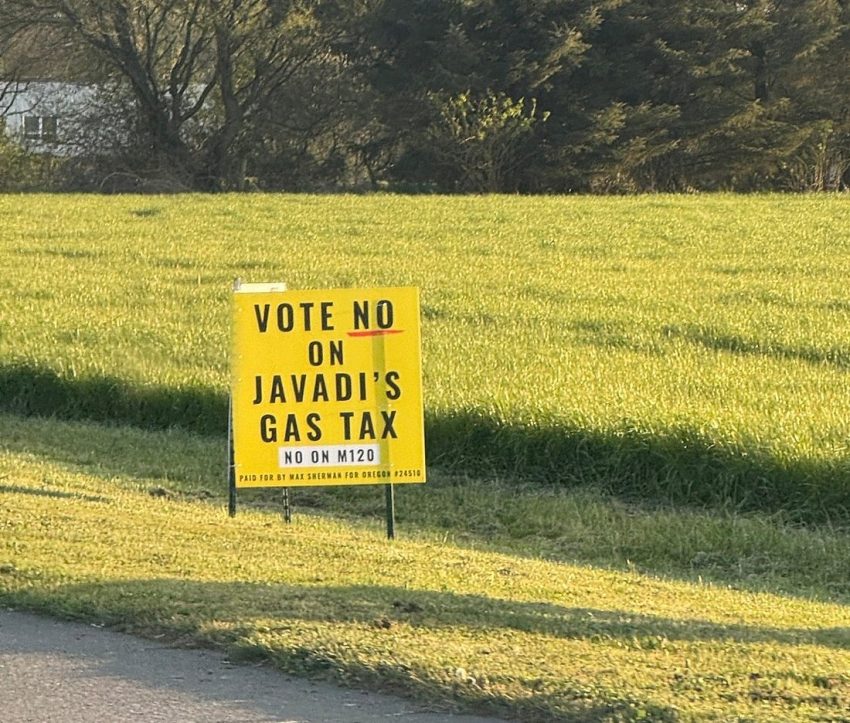 VOTE NO
ON
JAVADI'S
GAS TAX
NO ON M120
PAID FOR BY MAX SHERMAN FOR OREGON #24510